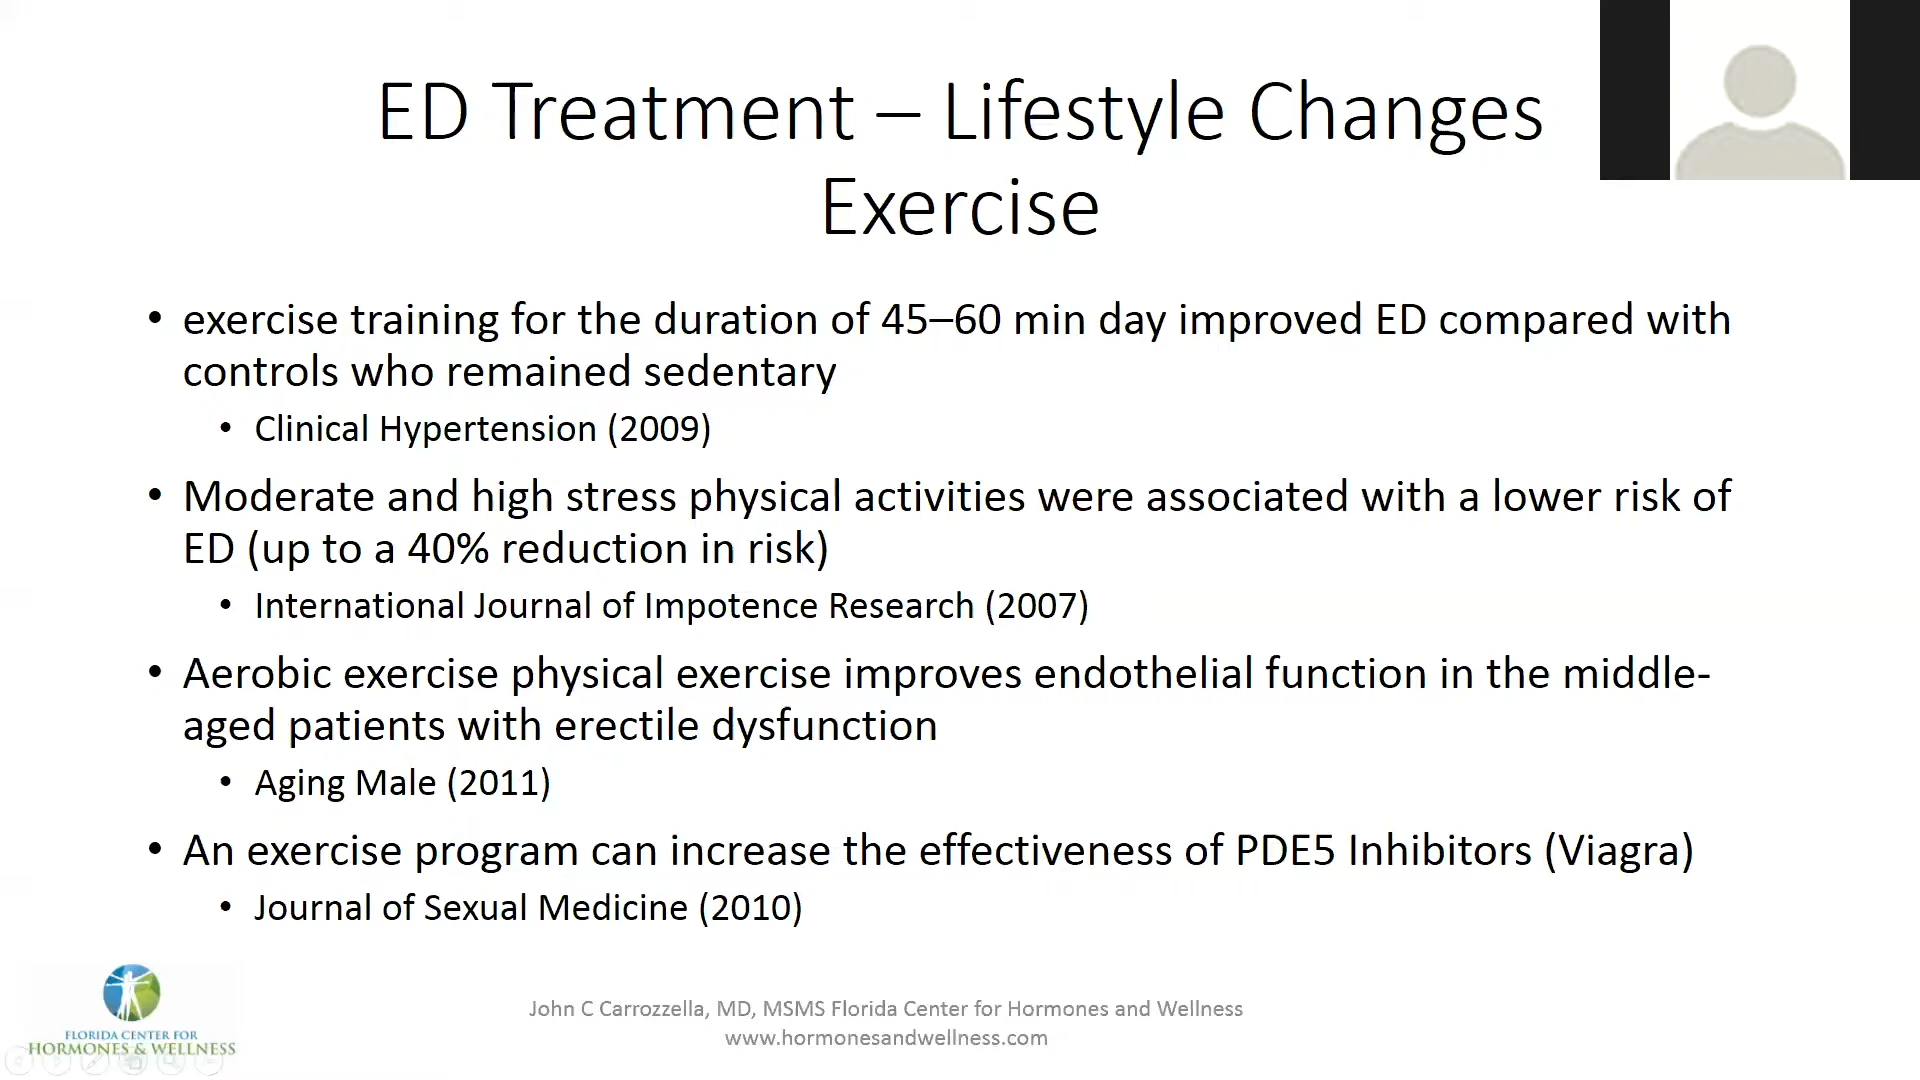 ED Treatment – Lifestyle Changes
Exercise
• exercise training for the duration of 45–60 min day improved ED compared with
controls who remained sedentary
• Clinical Hypertension (2009)
• Moderate and high stress physical activities were associated with a lower risk of
ED (up to a 40% reduction in risk)
• International Journal of Impotence Research (2007)
• Aerobic exercise physical exercise improves endothelial function in the middle-
aged patients with erectile dysfunction
• Aging Male (2011)
• An exercise program can increase the effectiveness of PDE5 Inhibitors (Viagra)
• Journal of Sexual Medicine (2010)
FLORIDA CENTER FOR
HORMONES & WELLNESS
John C Carrozzella, MD, MSMS Florida Center for Hormones and Wellness
www.hormonesandwellness.com